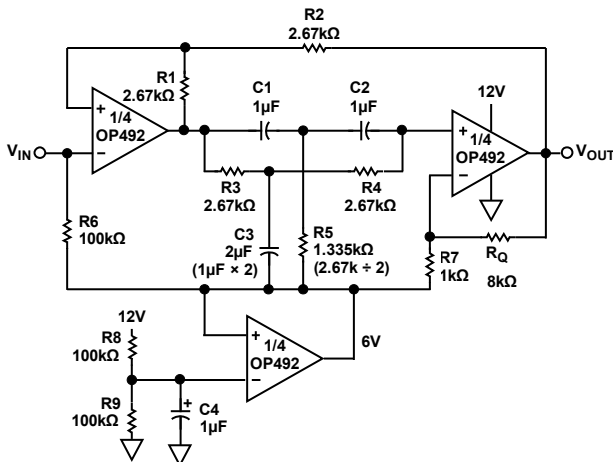 R2
2.67kΩ
R1
2.67kΩ
C1
1µF
C2
1µF
12V
+
1/4
OP492
−
+
1/4
OP492
−
VIN
VOUT
R3
2.67kΩ
R4
2.67kΩ
R6
100kΩ
C3
2µF
(1µF × 2)
R5
1.335kΩ
(2.67k ÷ 2)
R7
1kΩ
RQ
8kΩ
12V
R8
100kΩ
+
1/4
OP492
−
6V
R9
100kΩ
+
C4
1µF